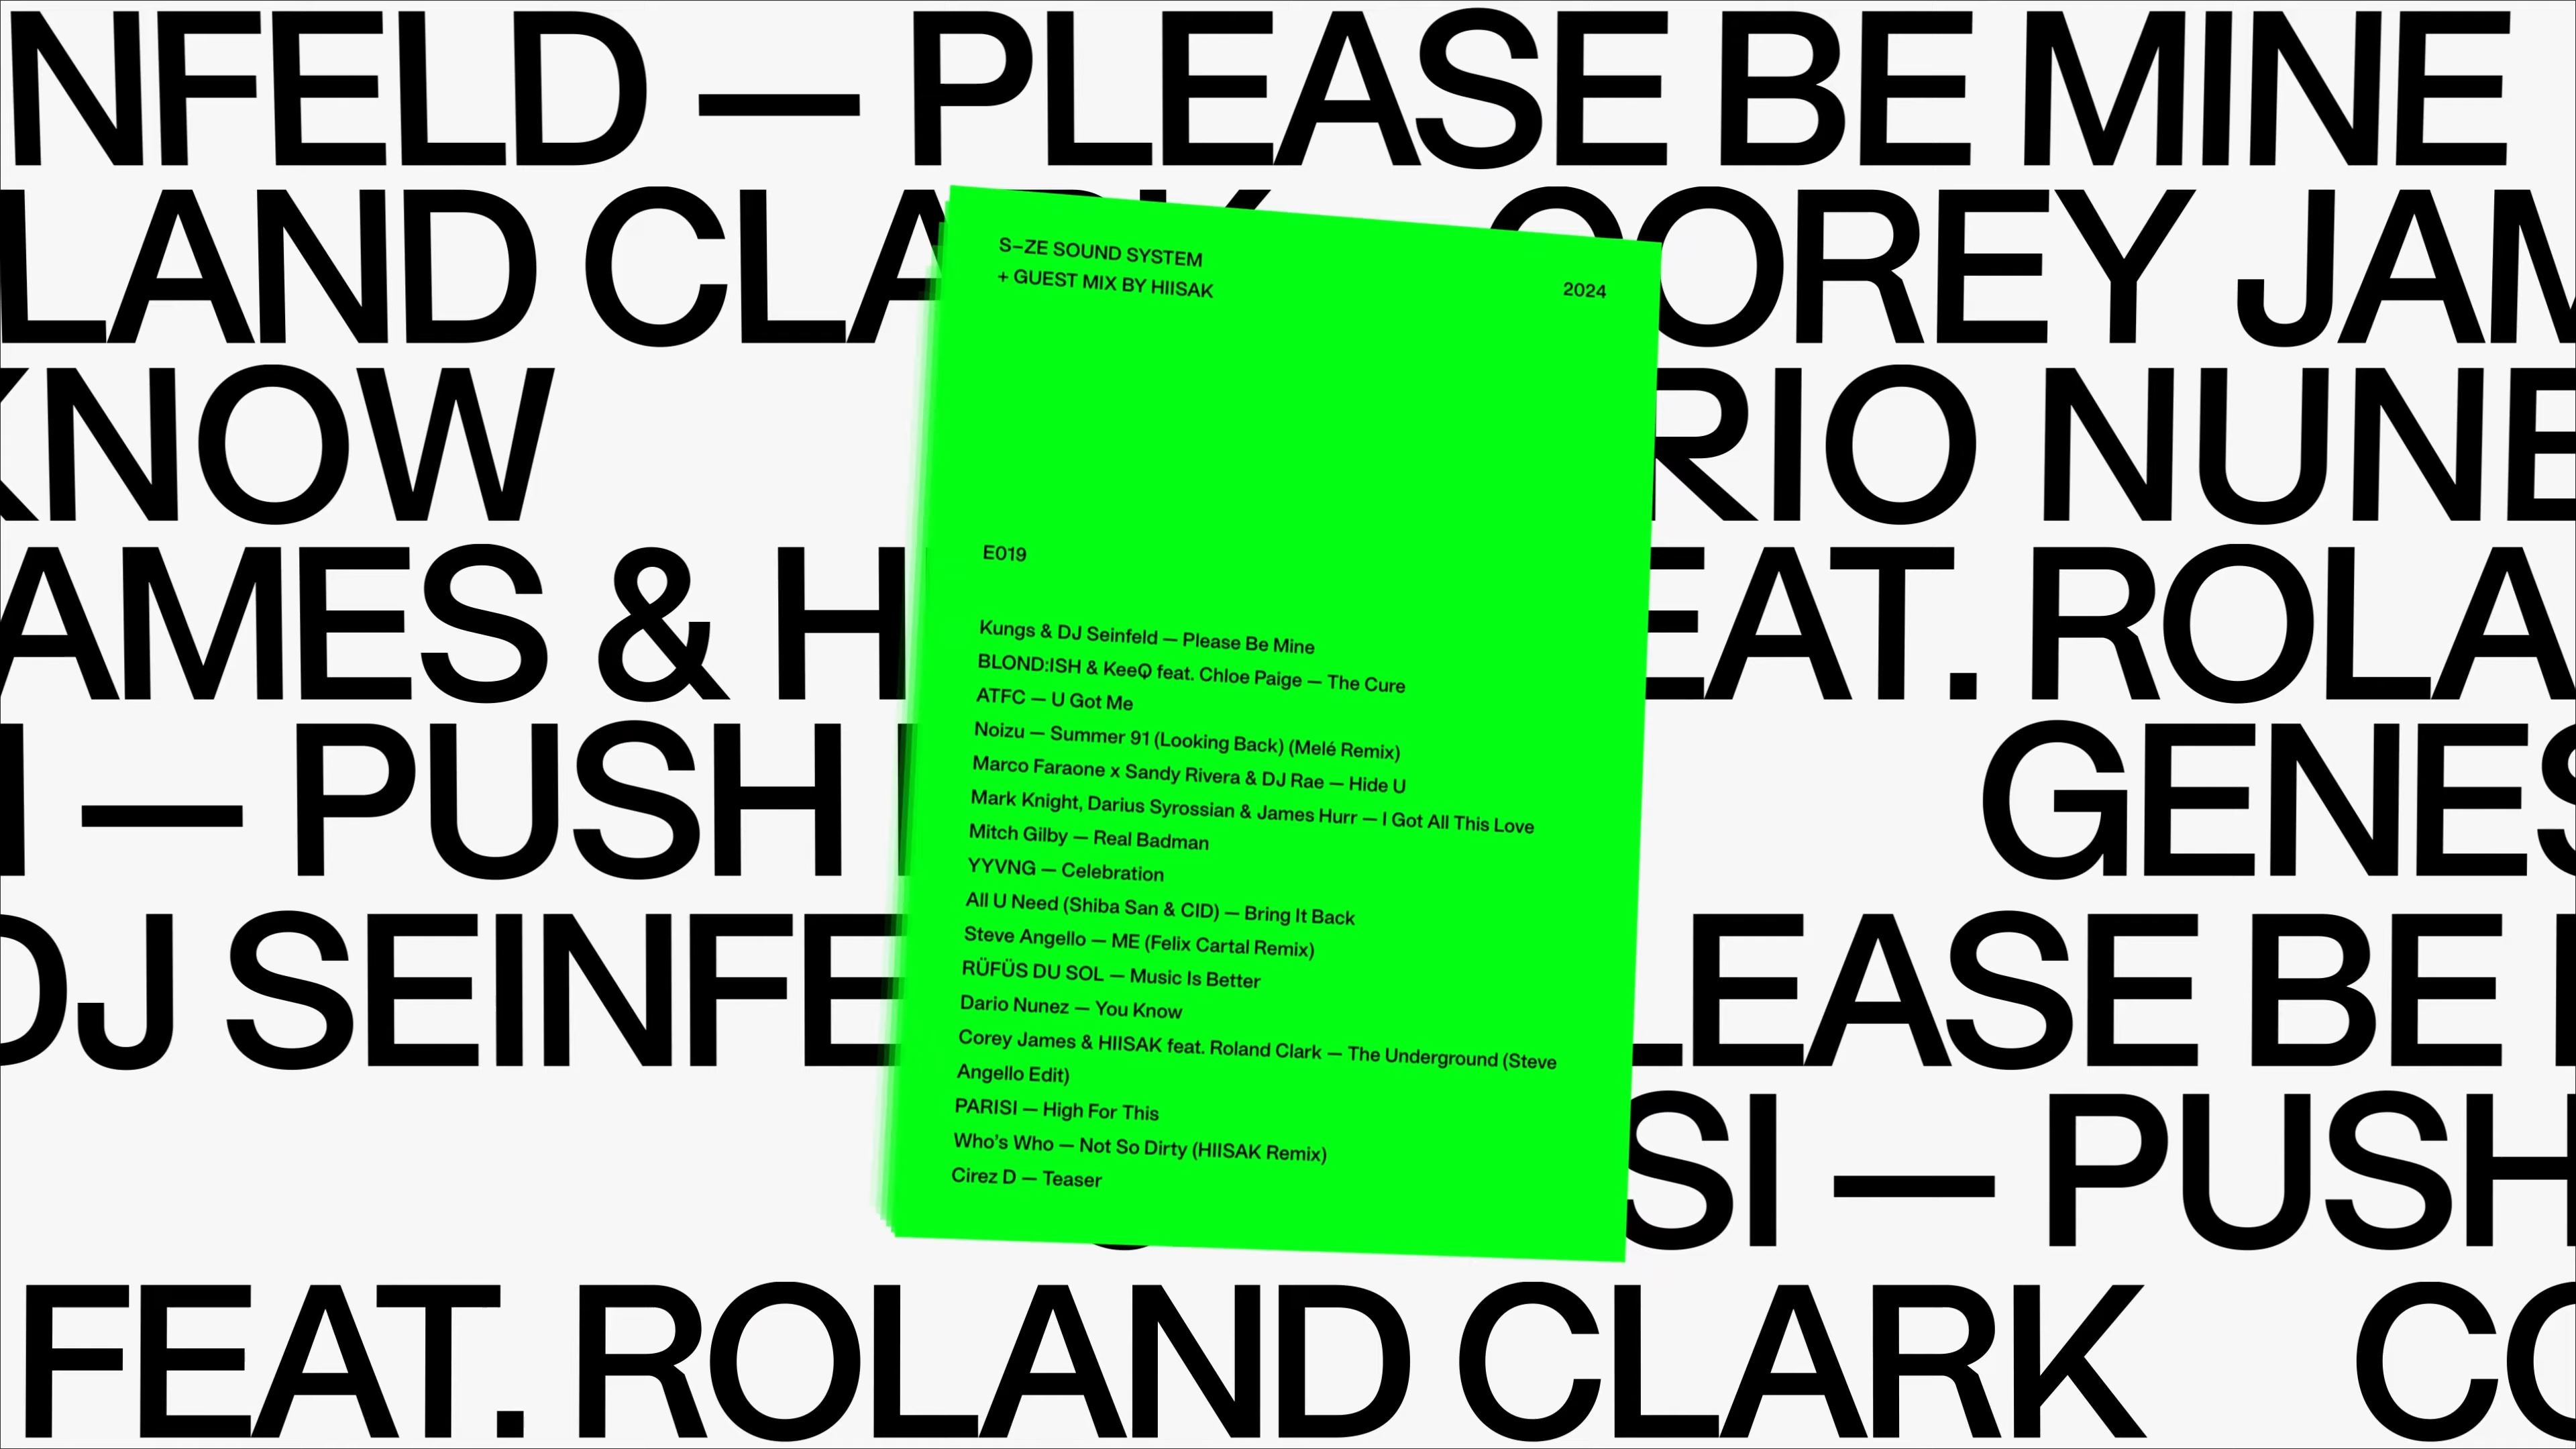 NFELD — PLEASE BE MINE
LAND CLARK COREY JAM
KNOW RIO NUNE
AMES & H EAT. ROLA
I — PUSH GENES
DJ SEINFE LEASE BE
SI — PUSH
FEAT. ROLAND CLARK CO
S–ZE SOUND SYSTEM
+ GUEST MIX BY HIISAK
2024
E019
Kungs & DJ Seinfeld — Please Be Mine
BLOND:ISH & KeeQ feat. Chloe Paige — The Cure
ATFC — U Got Me
Noizu — Summer 91 (Looking Back) (Melé Remix)
Marco Faraone x Sandy Rivera & DJ Rae — Hide U
Mark Knight, Darius Syrossian & James Hurr — I Got All This Love
Mitch Gilby — Real Badman
YYVNG — Celebration
All U Need (Shiba San & CID) — Bring It Back
Steve Angello — ME (Felix Cartal Remix)
RÜFÜS DU SOL — Music Is Better
Dario Nunez — You Know
Corey James & HIISAK feat. Roland Clark — The Underground (Steve
Angello Edit)
PARISI — High For This
Who's Who — Not So Dirty (HIISAK Remix)
Cirez D — Teaser